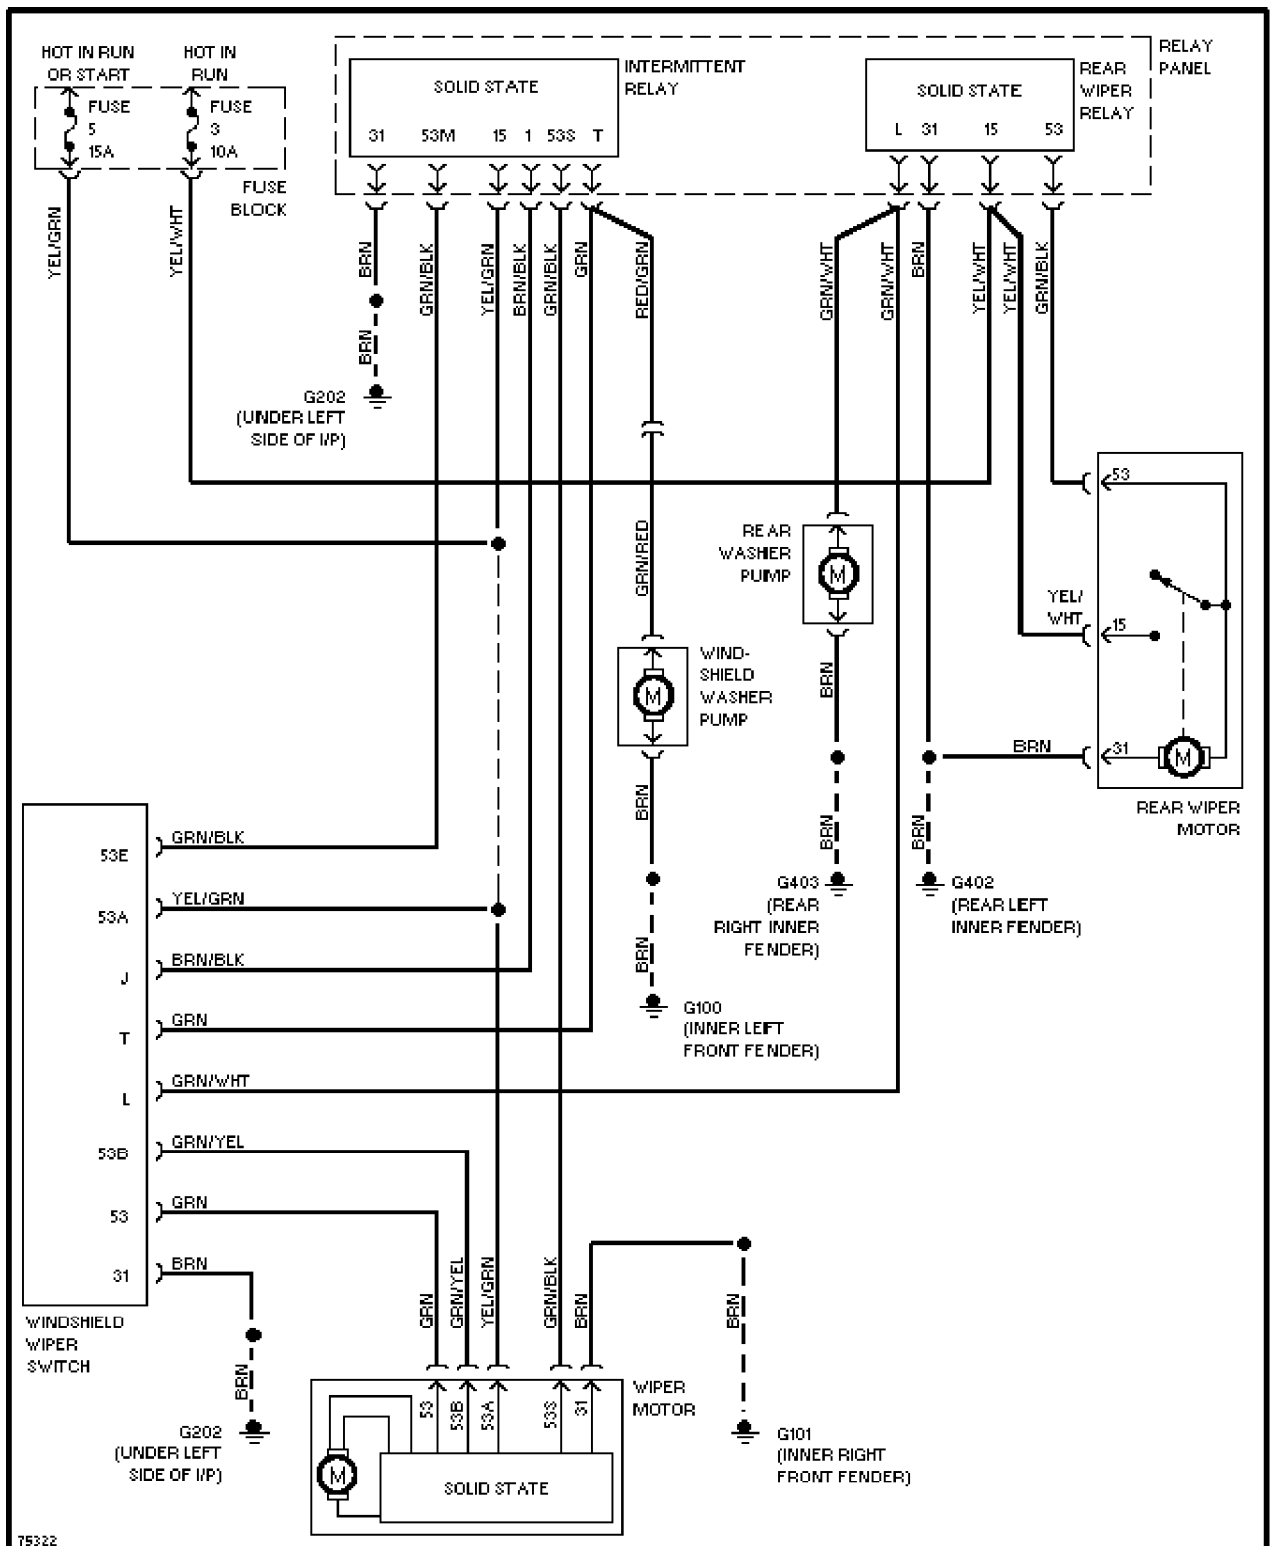 HOT IN RUN
OR START
HOT IN
RUN
FUSE
5
15A
FUSE
3
10A
FUSE
BLOCK
SOLID STATE
31 53M 15 1 53S T
INTERMITTENT
RELAY
SOLID STATE
L 31 15 53
REAR
WIPER
RELAY
RELAY
PANEL
YEL/GRN
YEL/WHT
BRN
GRN/BLK
YEL/GRN
BRN/BLK
GRN/BLK
GRN
RED/GRN
GRN/WHT
GRN/WHT
BRN
YEL/WHT
YEL/WHT
GRN/BLK
BRN
G202
(UNDER LEFT
SIDE OF I/P)
GRN/RED
REAR
WASHER
PUMP
M
WIND-
SHIELD
WASHER
PUMP
M
53
YEL/
WHT
15
BRN
31
M
REAR WIPER
MOTOR
BRN
BRN
BRN
BRN
G403
(REAR
RIGHT INNER
FENDER)
G402
(REAR LEFT
INNER FENDER)
BRN
G100
(INNER LEFT
FRONT FENDER)
53E GRN/BLK
53A YEL/GRN
J BRN/BLK
T GRN
L GRN/WHT
53B GRN/YEL
53 GRN
31 BRN
WINDSHIELD
WIPER
SWITCH
BRN
G202
(UNDER LEFT
SIDE OF I/P)
GRN
GRN/YEL
YEL/GRN
GRN/BLK
BRN
BRN
53
53B
53A
53S
31
WIPER
MOTOR
M
SOLID STATE
G101
(INNER RIGHT
FRONT FENDER)
75322